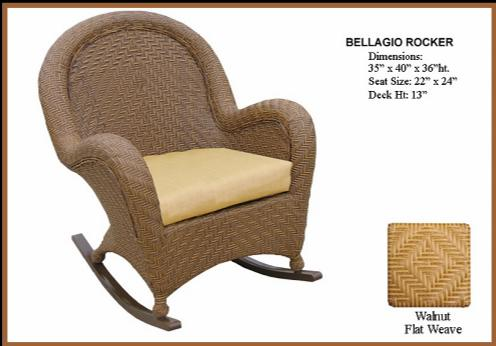 BELLAGIO ROCKER
Dimensions:
35” x 40” x 36”ht.
Seat Size: 22” x 24”
Deck Ht: 13”
Walnut
Flat Weave